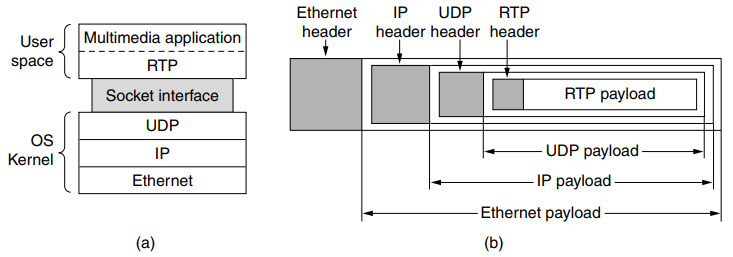 User
space
Multimedia application
RTP
Socket interface
OS
Kernel
UDP
IP
Ethernet
(a)
Ethernet
header
IP
header
UDP
header
RTP
header
RTP payload
UDP payload
IP payload
Ethernet payload
(b)